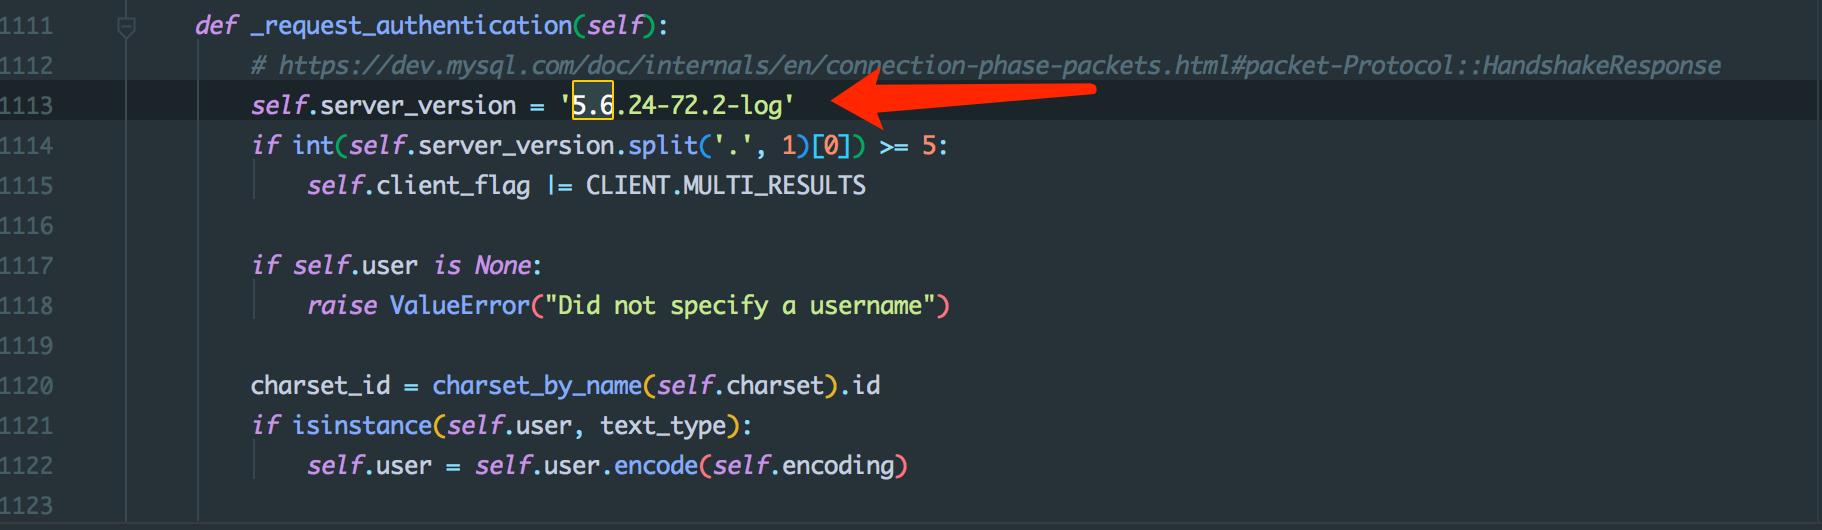 1111 def _request_authentication(self):
1112 # https://dev.mysql.com/doc/internals/en/connection-phase-packets.html#packet-Protocol::HandshakeResponse
1113 self.server_version = '5.6.24-72.2-log'
1114 if int(self.server_version.split('.', 1)[0]) >= 5:
1115 self.client_flag |= CLIENT.MULTI_RESULTS
1116
1117 if self.user is None:
1118 raise ValueError("Did not specify a username")
1119
1120 charset_id = charset_by_name(self.charset).id
1121 if isinstance(self.user, text_type):
1122 self.user = self.user.encode(self.encoding)
1123